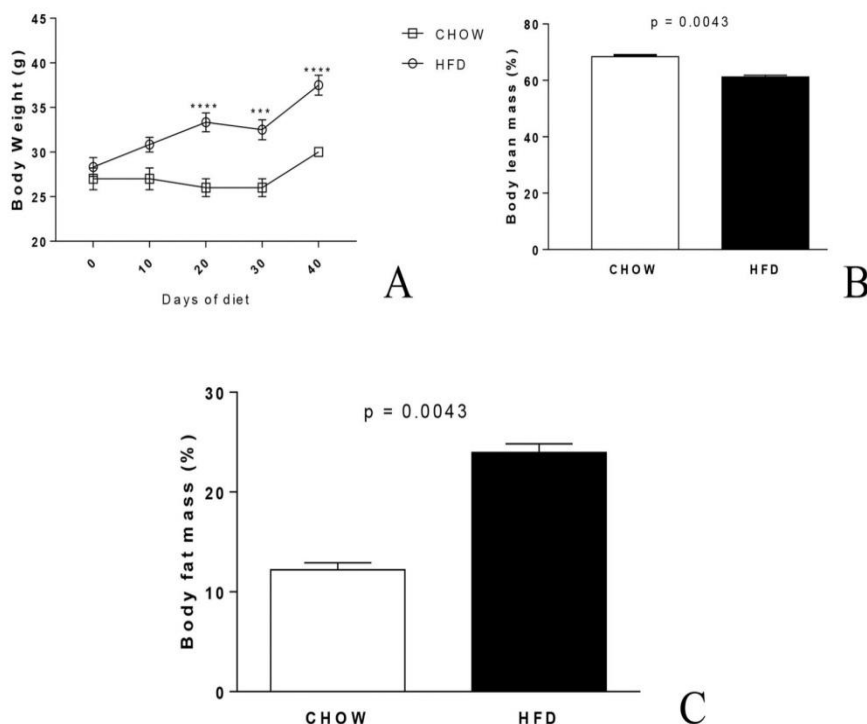 45
40
35
30
25
20
Body Weight (g)
****
***
****
0
10
20
30
40
Days of diet
CHOW
HFD
A
p = 0.0043
80
60
40
20
0
Body lean mass (%)
CHOW
HFD
B
p = 0.0043
30
20
10
0
Body fat mass (%)
CHOW
HFD
C